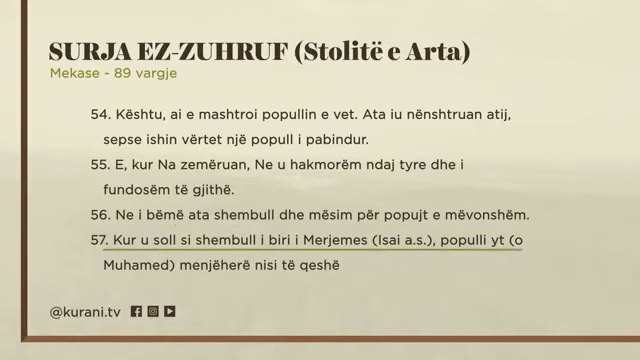 SURJA EZ-ZUHRUF (Stolitë e Arta)
Mekase - 89 vargje
54. Kështu, ai e mashtroi popullin e vet. Ata iu nënshtruan atij,
sepse ishin vërtet një popull i pabindur.
55. E, kur Na zemëruan, Ne u hakmorëm ndaj tyre dhe i
fundosëm të gjithë.
56. Ne i bëmë ata shembull dhe mësim për popujt e mëvonshëm.
57. Kur u soll si shembull i biri i Merjemes (Isai a.s.), populli yt (o
Muhamed) menjëherë nisi të qeshë
@kurani.tv